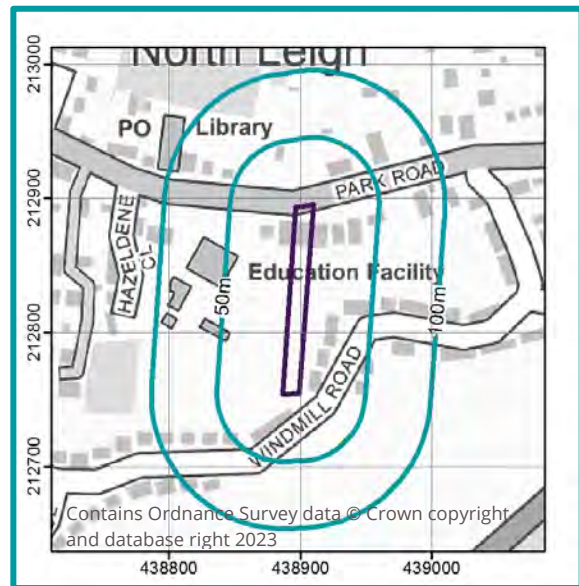 North Leigh
PO
Library
PARK ROAD
HAZELDENE
CL
Education Facility
50m
100m
WINDMILL ROAD
213000
212900
212800
212700
Contains Ordnance Survey data © Crown copyright
and database right 2023
438800
438900
439000